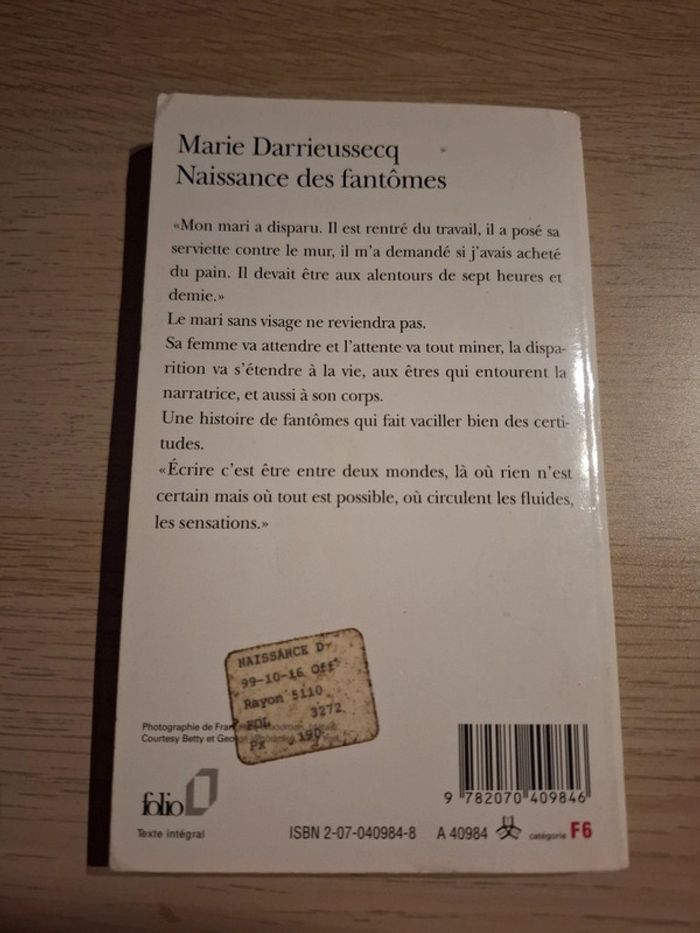 Marie Darrieussecq
Naissance des fantômes
«Mon mari a disparu. Il est rentré du travail, il a posé sa
serviette contre le mur, il m'a demandé si j'avais acheté
du pain. Il devait être aux alentours de sept heures et
demie.»
Le mari sans visage ne reviendra pas.
Sa femme va attendre et l'attente va tout miner, la dispa-
rition va s'étendre à la vie, aux êtres qui entourent la
narratrice, et aussi à son corps.
Une histoire de fantômes qui fait vaciller bien des certi-
tudes.
«Écrire c'est être entre deux mondes, là où rien n'est
certain mais où tout est possible, où circulent les fluides,
les sensations.»
NAISSANCE D
99-10-16 Off
Rayon 5110
FOL 3272
PX 190
Photographie de
Courtesy Betty et
folio
Texte intégral
9 782070 409846
ISBN 2-07-040984-8 A 40984 catégorie F6